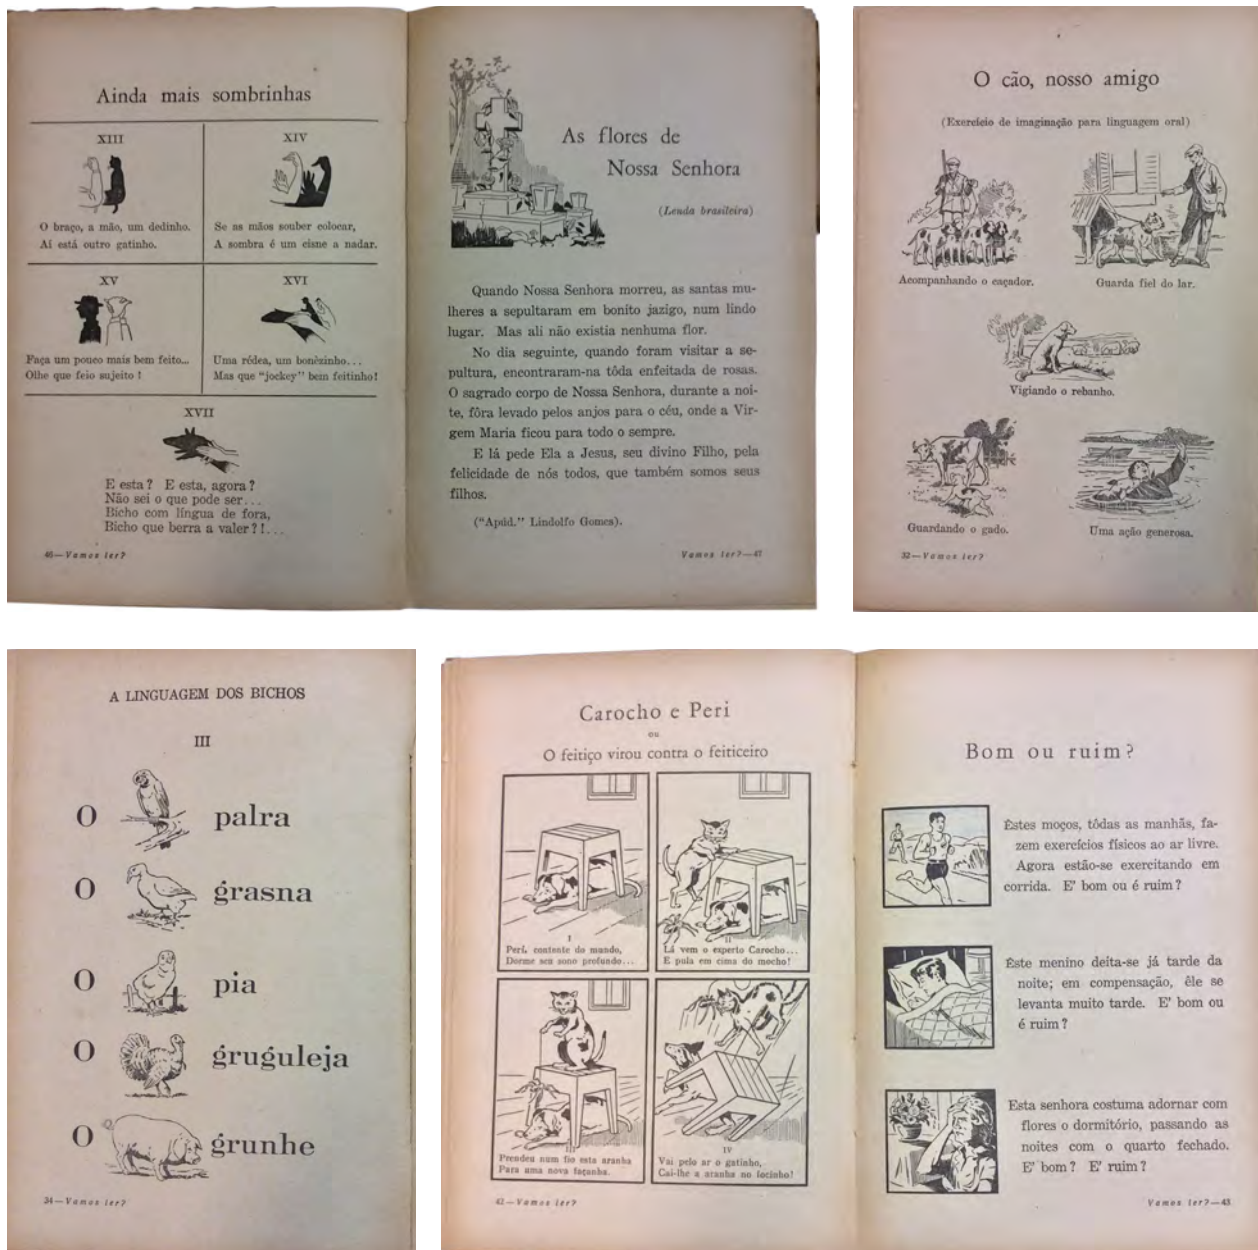 Ainda mais sombrinhas
XIII
O braço, a mão, um dedinho.
Aí está outro gatinho.
XIV
Se as mãos souber colocar,
A sombra é um cisne a nadar.
XV
Faça um pouco mais bem feito...
Olhe que feio sujeito !
XVI
Uma rédea, um bonèzinho...
Mas que "jockey" bem feitinho!
XVII
E esta ? E esta, agora ?
Não sei o que pode ser...
Bicho com língua de fora,
Bicho que berra a valer ? !...
46—Vamos ler?
As flores de
Nossa Senhora
(Lenda brasileira)
Quando Nossa Senhora morreu, as santas mu-
lheres a sepultaram em bonito jazigo, num lindo
lugar. Mas ali não existia nenhuma flor.
No dia seguinte, quando foram visitar a se-
pultura, encontraram-na tôda enfeitada de rosas.
O sagrado corpo de Nossa Senhora, durante a noi-
te, fôra levado pelos anjos para o céu, onde a Vir-
gem Maria ficou para todo o sempre.
E lá pede Ela a Jesus, seu divino Filho, pela
felicidade de nós todos, que também somos seus
filhos.
("Apúd." Lindolfo Gomes).
Vamos ler?—47
O cão, nosso amigo
(Exercício de imaginação para linguagem oral)
Acompanhando o caçador.
Guarda fiel do lar.
Vigiando o rebanho.
Guardando o gado.
Uma ação generosa.
32—Vamos ler?
A LINGUAGEM DOS BICHOS
III
O palra
O grasna
O pia
O gruguleja
O grunhe
34—Vamos ler?
Carocho e Peri
ou
O feitiço virou contra o feiticeiro
I
Perí, contente do mundo,
Dorme seu sono profundo...
II
Lá vem o esperto Carocho...
E pula em cima do mocho!
III
Prendeu num fio esta aranha
Para uma nova façanha.
IV
Vai pelo ar o gatinho,
Cai-lhe a aranha no focinho!
42—Vamos ler?
Bom ou ruim?
Êstes moços, tôdas as manhãs, fa-
zem exercícios físicos ao ar livre.
Agora estão-se exercitando em
corrida. E' bom ou é ruim ?
Êste menino deita-se já tarde da
noite; em compensação, êle se
levanta muito tarde. E' bom ou
é ruim ?
Esta senhora costuma adornar com
flores o dormitório, passando as
noites com o quarto fechado.
E' bom ? E' ruim ?
Vamos ler?—43